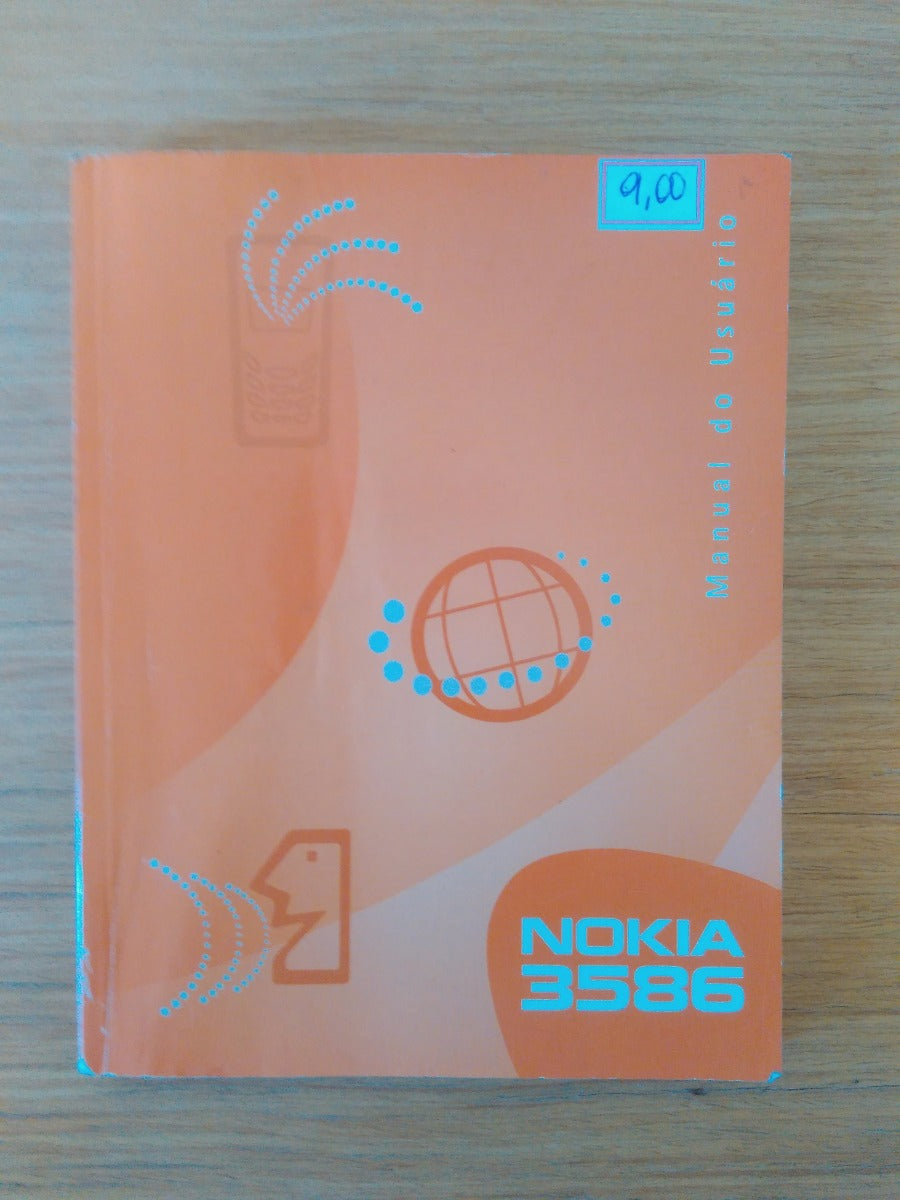 9,00
Manual do Usuário
NOKIA
3586